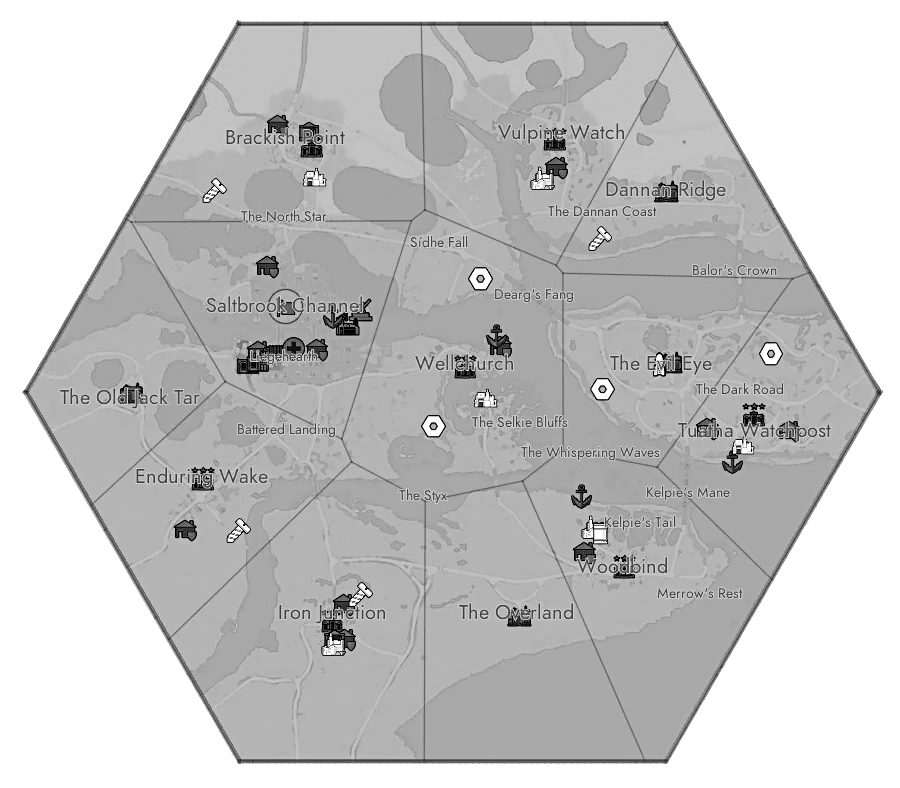 Vulpine Watch
Brackish Point
Dannan Ridge
The Dannan Coast
The North Star
Sídhe Fall
Balor's Crown
Dearg's Fang
Saltbrook Channel
Legenearth
Wellchurch
The Evil Eye
The Dark Road
The Old Jack Tar
The Selkie Bluffs
Battered Landing
Tuatha Watchpost
The Whispering Waves
Enduring Wake
The Styx
Kelpie's Mane
Kelpie's Tail
Woodbind
Merrow's Rest
Iron Junction
The Overland